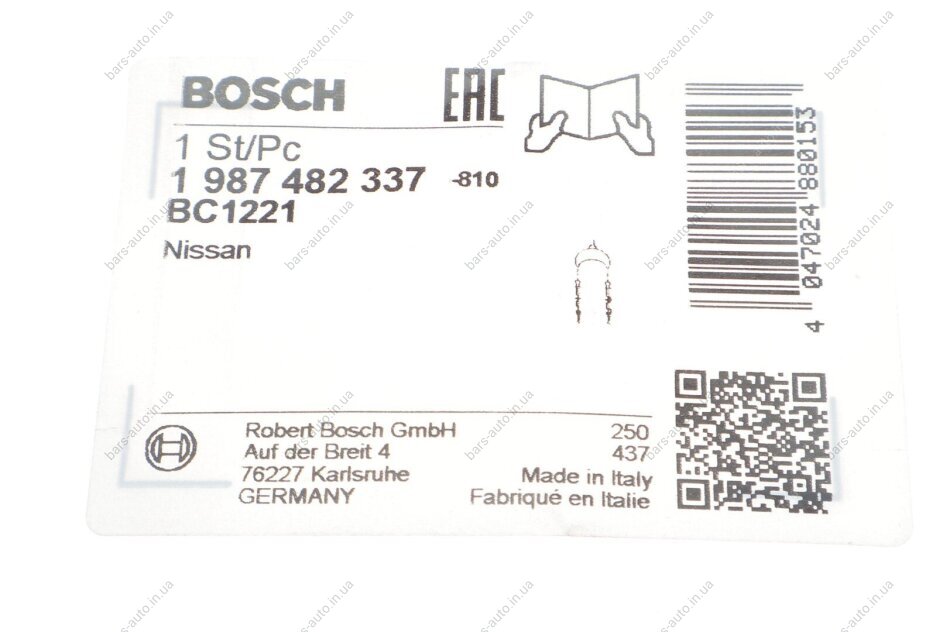 BOSCH
EAC
1 St/Pc
1 987 482 337 -810
BC1221
Nissan
4 047024 880153
Robert Bosch GmbH
Auf der Breit 4
76227 Karlsruhe
GERMANY
250
437
Made in Italy
Fabriqué en Italie
bars-auto.in.ua